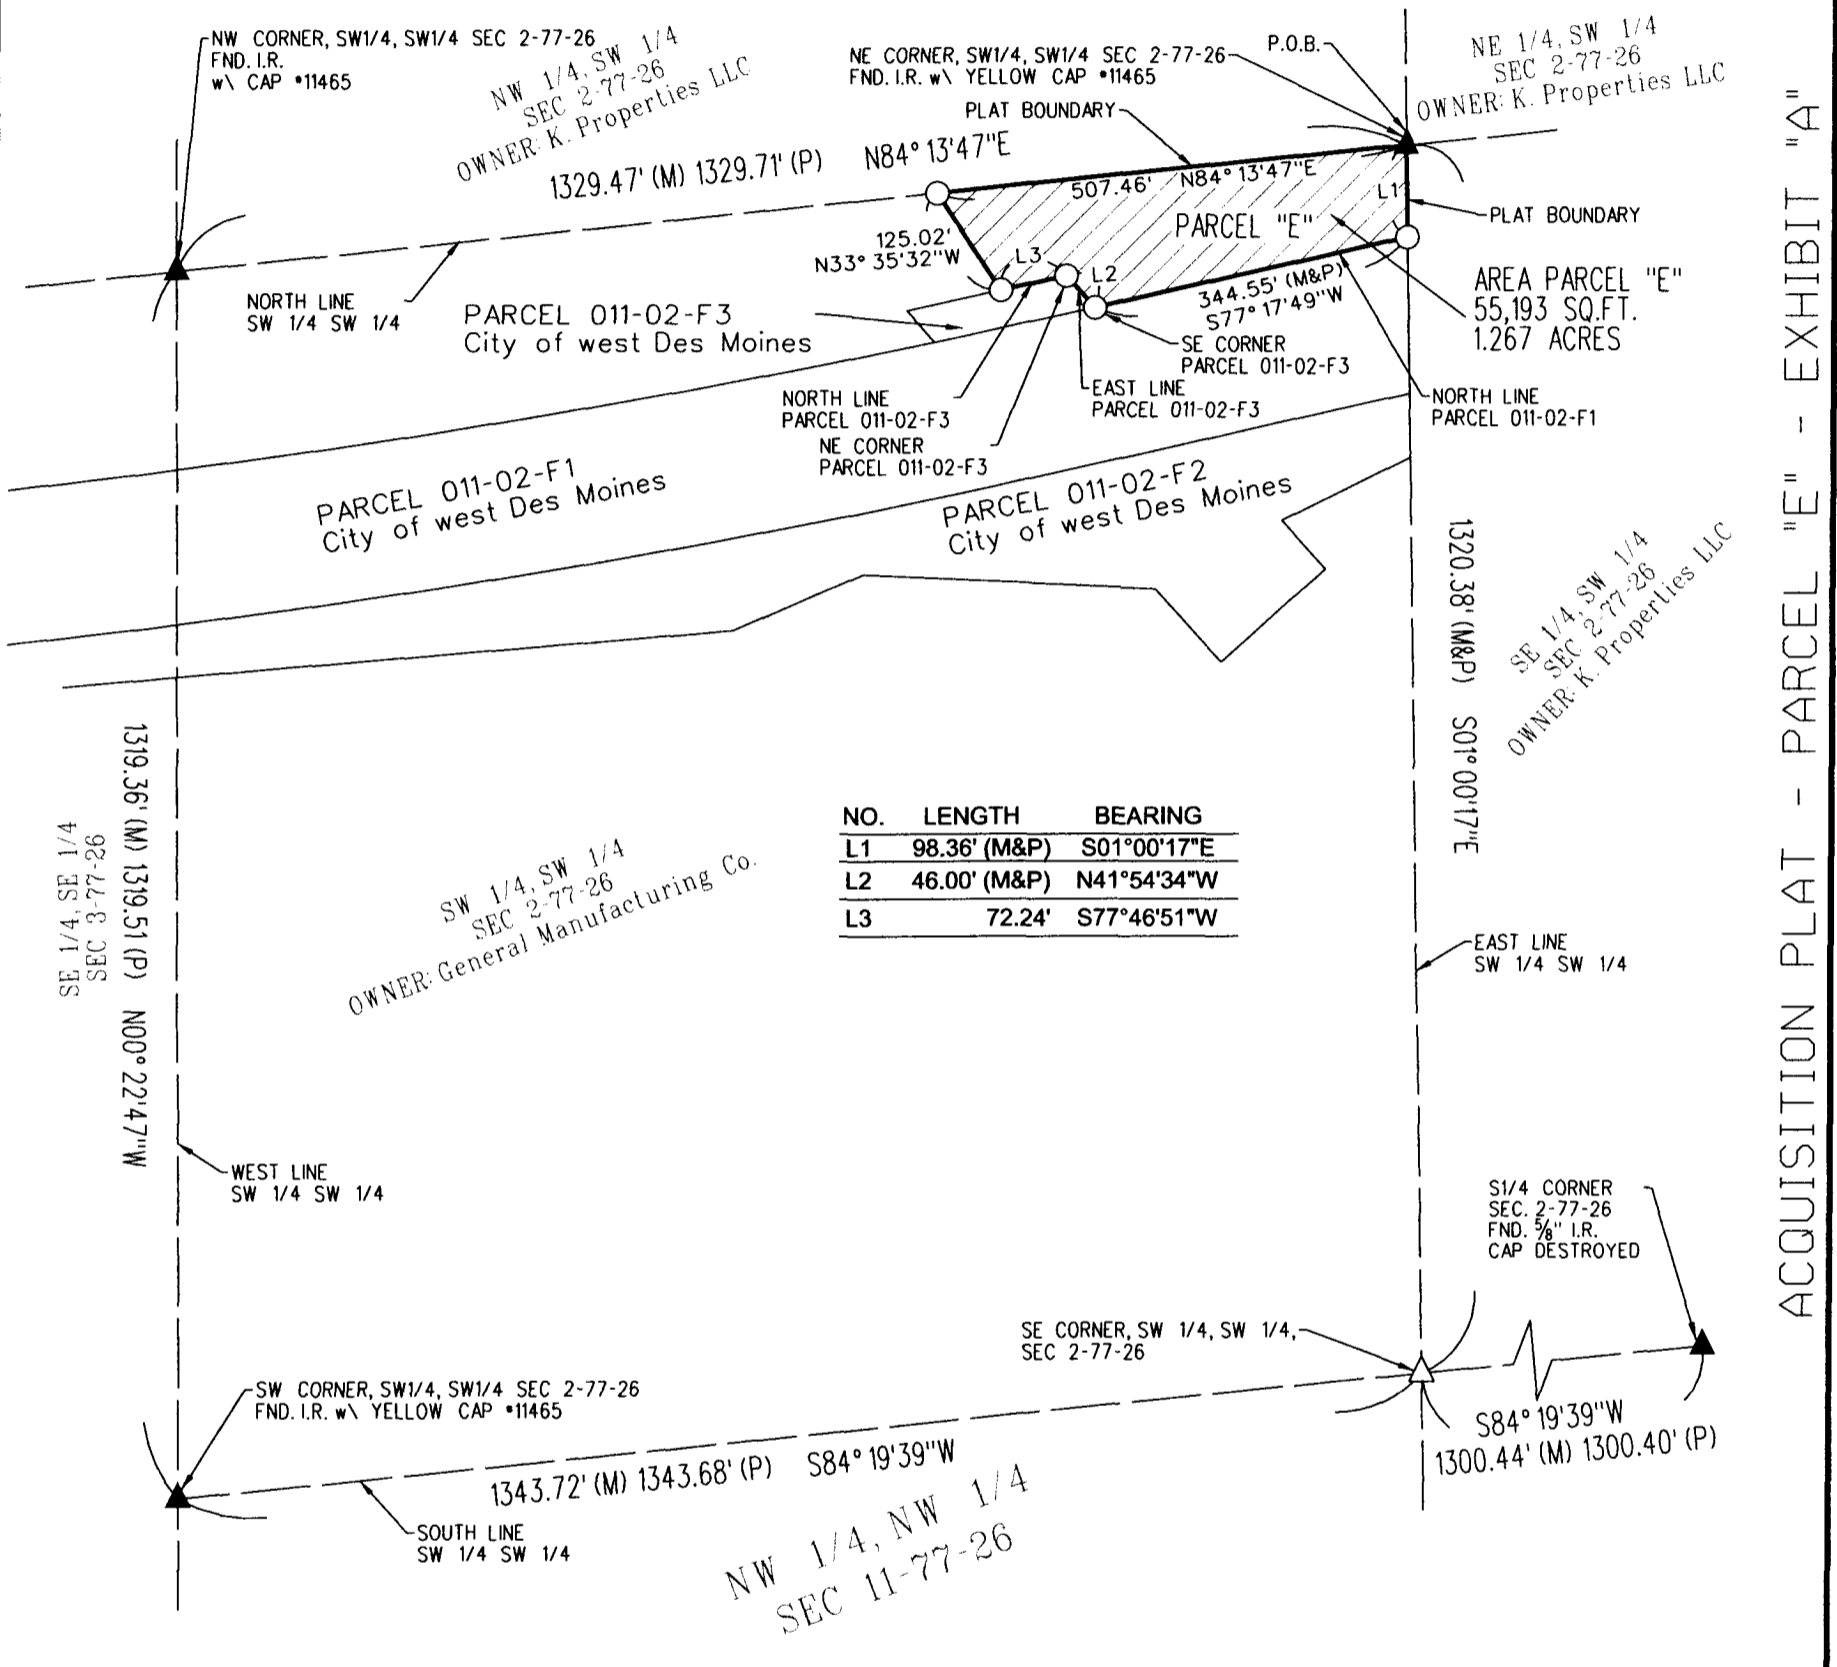 NW CORNER, SW1/4, SW1/4 SEC 2-77-26
FND. I.R.
w\ CAP •11465
NW 1/4, SW 1/4
SEC 2-77-26
OWNER: K. Properties LLC
NE CORNER, SW1/4, SW1/4 SEC 2-77-26
FND. I.R. w\ YELLOW CAP •11465
P.O.B.
NE 1/4, SW 1/4
SEC 2-77-26
OWNER: K. Properties LLC
PLAT BOUNDARY
1329.47' (M) 1329.71' (P) N84°13'47"E
507.46' N84°13'47"E
L1
PLAT BOUNDARY
PARCEL "E"
125.02'
N33°35'32"W
L3
L2
344.55' (M&P)
S77°17'49"W
AREA PARCEL "E"
55,193 SQ.FT.
1.267 ACRES
NORTH LINE
SW 1/4 SW 1/4
PARCEL 011-02-F3
City of west Des Moines
SE CORNER
PARCEL 011-02-F3
NORTH LINE
PARCEL 011-02-F3
EAST LINE
PARCEL 011-02-F3
NORTH LINE
PARCEL 011-02-F1
NE CORNER
PARCEL 011-02-F3
PARCEL 011-02-F1
City of west Des Moines
PARCEL 011-02-F2
City of west Des Moines
1320.38' (M&P) S01°00'17"E
SE 1/4, SW 1/4
SEC 2-77-26
OWNER: K. Properties LLC
SE 1/4, SE 1/4
SEC 3-77-26
1319.36' (M) 1319.51 (P) N00°22'47"W
NO. LENGTH BEARING
L1 98.36' (M&P) S01°00'17"E
L2 46.00' (M&P) N41°54'34"W
L3 72.24' S77°46'51"W
SW 1/4, SW 1/4
SEC 2-77-26
OWNER: General Manufacturing Co.
EAST LINE
SW 1/4 SW 1/4
WEST LINE
SW 1/4 SW 1/4
S1/4 CORNER
SEC. 2-77-26
FND. 5/8" I.R.
CAP DESTROYED
SE CORNER, SW 1/4, SW 1/4,
SEC 2-77-26
SW CORNER, SW1/4, SW1/4 SEC 2-77-26
FND. I.R. w\ YELLOW CAP •11465
S84°19'39"W
1300.44' (M) 1300.40' (P)
1343.72' (M) 1343.68' (P) S84°19'39"W
SOUTH LINE
SW 1/4 SW 1/4
NW 1/4, NW 1/4
SEC 11-77-26
ACQUISITION PLAT - PARCEL "E" - EXHIBIT "A"